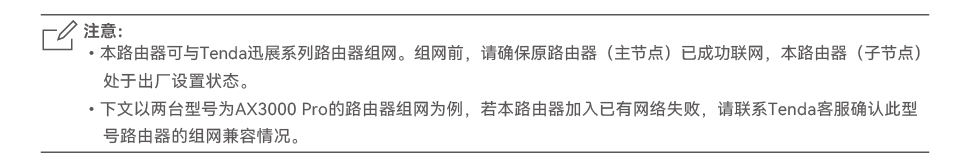 注意：
• 本路由器可与Tenda迅展系列路由器组网。组网前，请确保原路由器（主节点）已成功联网，本路由器（子节点）
处于出厂设置状态。
• 下文以两台型号为AX3000 Pro的路由器组网为例，若本路由器加入已有网络失败，请联系Tenda客服确认此型
号路由器的组网兼容情况。